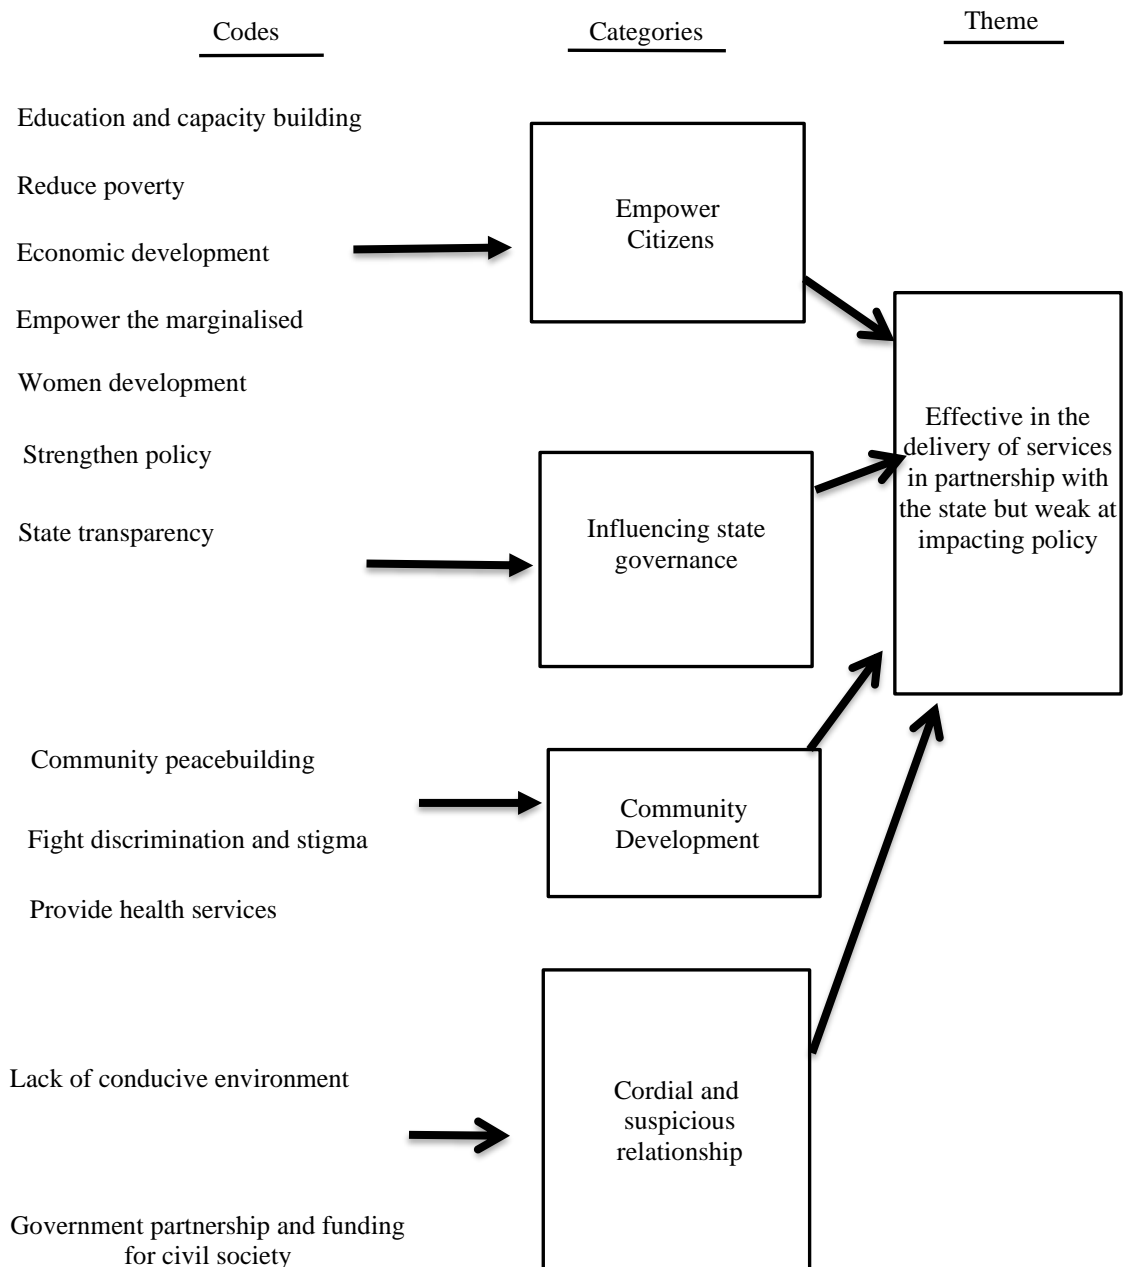 Codes
Categories
Theme
Education and capacity building
Reduce poverty
Economic development
Empower the marginalised
Women development
Empower
Citizens
Strengthen policy
State transparency
Influencing state
governance
Effective in the
delivery of services
in partnership with
the state but weak at
impacting policy
Community peacebuilding
Fight discrimination and stigma
Provide health services
Community
Development
Lack of conducive environment
Government partnership and funding
for civil society
Cordial and
suspicious
relationship